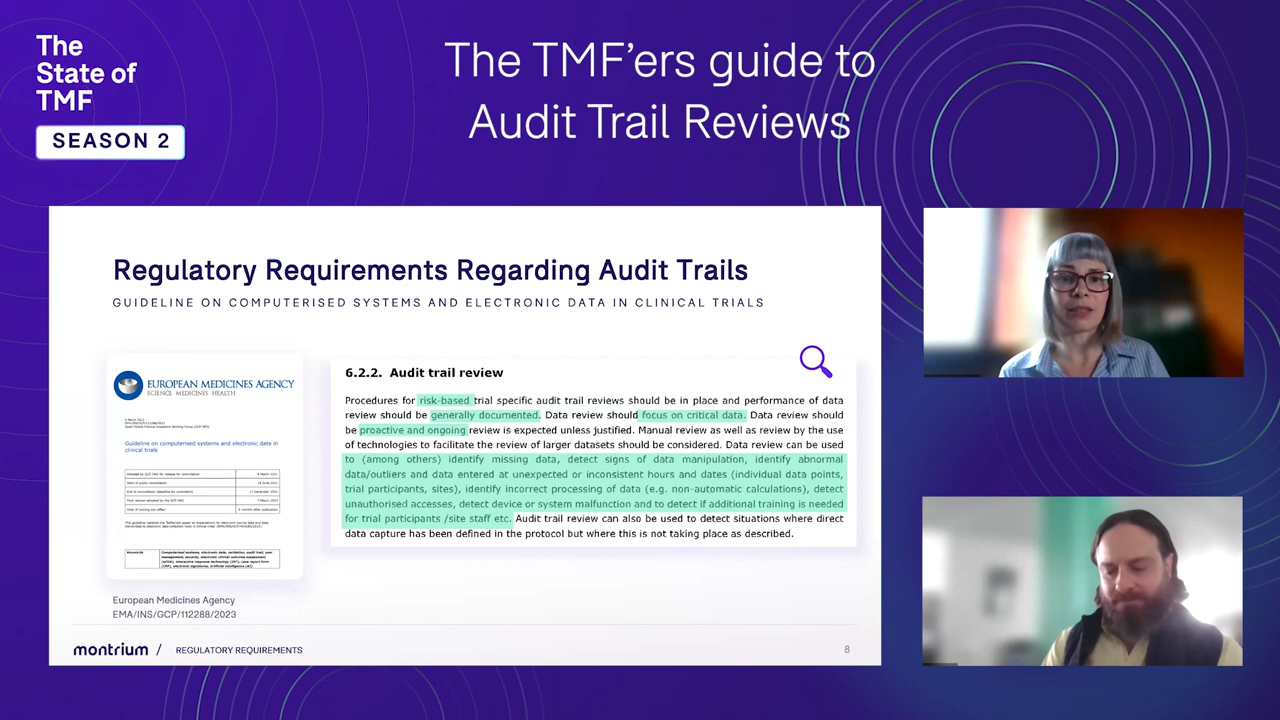 The
State of
TMF
SEASON 2
The TMF’ers guide to
Audit Trail Reviews
Regulatory Requirements Regarding Audit Trails
GUIDELINE ON COMPUTERISED SYSTEMS AND ELECTRONIC DATA IN CLINICAL TRIALS
EUROPEAN MEDICINES AGENCY
SCIENCE MEDICINES HEALTH
Guideline on computerised systems and electronic data in
clinical trials
6.2.2. Audit trail review
Procedures for risk-based trial specific audit trail reviews should be in place and performance of data
review should be generally documented. Data review should focus on critical data. Data review should
be proactive and ongoing review is expected unless justified. Manual review as well as review by the use
of technologies to facilitate the review of larger datasets should be considered. Data review can be used
to (among others) identify missing data, detect signs of data manipulation, identify abnormal
data/outliers and data entered at unexpected or inconsistent hours and dates (individual data points,
trial participants, sites), identify incorrect processing of data (e.g. non-automatic calculations), detect
unauthorised accesses, detect device or system malfunction and to detect if additional training is needed
for trial participants /site staff etc. Audit trail review can also be used to detect situations where direct
data capture has been defined in the protocol but where this is not taking place as described.
European Medicines Agency
EMA/INS/GCP/112288/2023
montrium / REGULATORY REQUIREMENTS
8